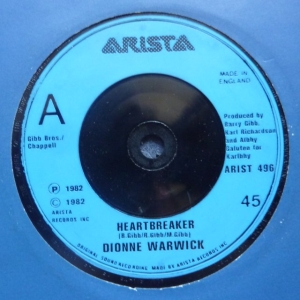 ARISTA
MADE IN
ENGLAND
A
Gibb Bros./
Chappell
Produced by
Barry Gibb,
Karl Richardson
and Albhy
Galuten for
Karlbhy
ARIST 496
℗ 1982
© 1982
ARISTA
RECORDS INC
45
HEARTBREAKER
(B.Gibb/R.Gibb/M.Gibb)
DIONNE WARWICK
ORIGINAL SOUND RECORDING MADE BY ARISTA RECORDS INC